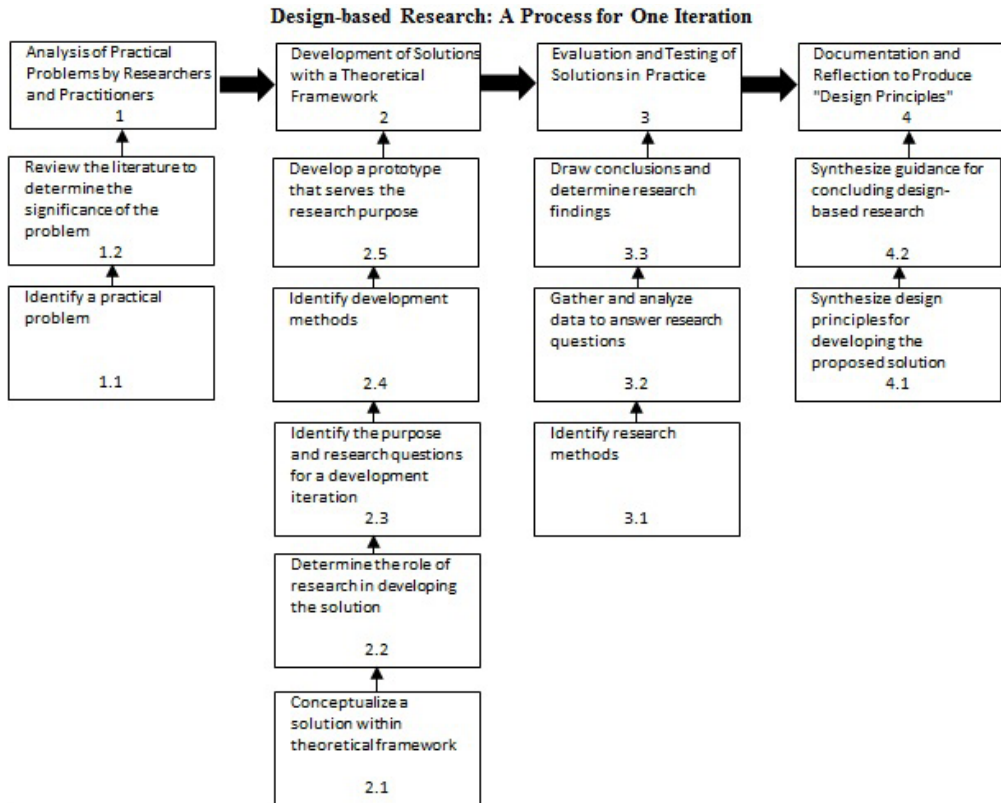 Design-based Research: A Process for One Iteration
Analysis of Practical
Problems by Researchers
and Practitioners
1
Development of Solutions
with a Theoretical
Framework
2
Evaluation and Testing of
Solutions in Practice
3
Documentation and
Reflection to Produce
"Design Principles"
4
Review the literature to
determine the
significance of the
problem
1.2
Develop a prototype
that serves the
research purpose
2.5
Draw conclusions and
determine research
findings
3.3
Synthesize guidance for
concluding design-
based research
4.2
Identify a practical
problem
1.1
Identify development
methods
2.4
Gather and analyze
data to answer research
questions
3.2
Synthesize design
principles for
developing the
proposed solution
4.1
Identify the purpose
and research questions
for a development
iteration
2.3
Identify research
methods
3.1
Determine the role of
research in developing
the solution
2.2
Conceptualize a
solution within
theoretical framework
2.1